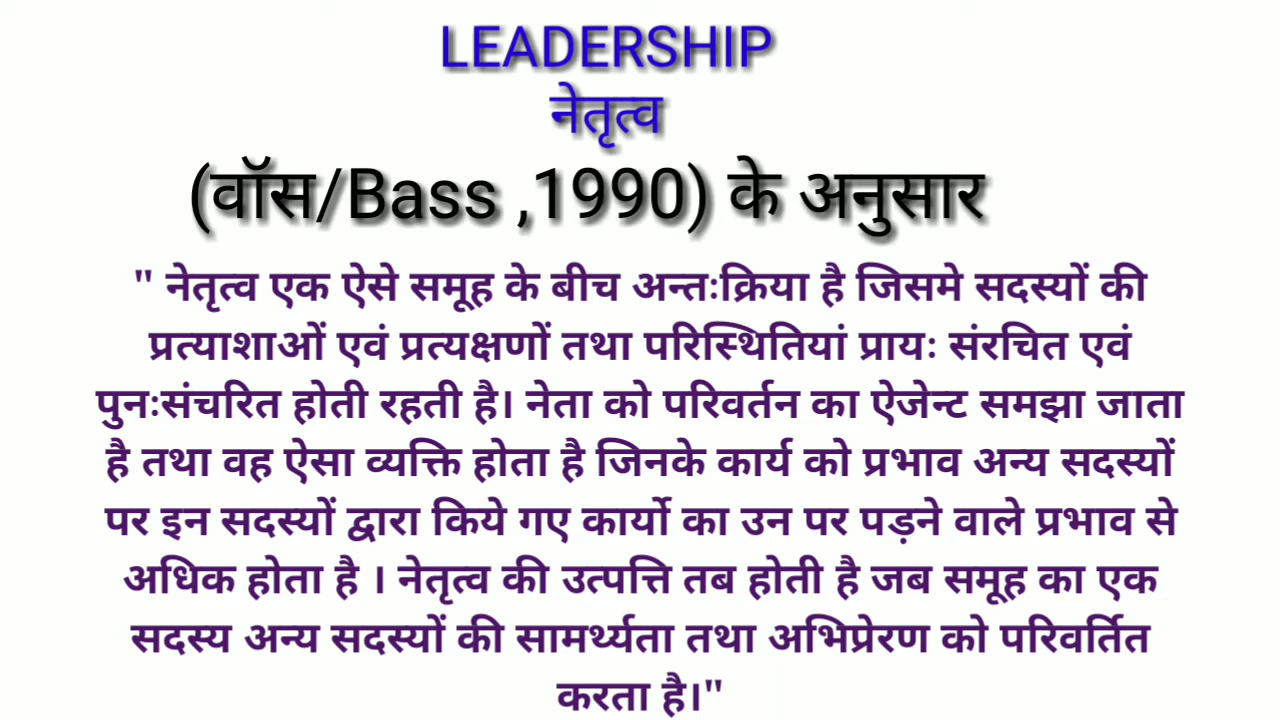 LEADERSHIP
नेतृत्व
(वॉस/Bass ,1990) के अनुसार
" नेतृत्व एक ऐसे समूह के बीच अन्तःक्रिया है जिसमे सदस्यों की
प्रत्याशाओं एवं प्रत्यक्षणों तथा परिस्थितियां प्रायः संरचित एवं
पुनःसंचरित होती रहती है। नेता को परिवर्तन का ऐजेन्ट समझा जाता
है तथा वह ऐसा व्यक्ति होता है जिनके कार्य को प्रभाव अन्य सदस्यों
पर इन सदस्यों द्वारा किये गए कार्यो का उन पर पड़ने वाले प्रभाव से
अधिक होता है । नेतृत्व की उत्पत्ति तब होती है जब समूह का एक
सदस्य अन्य सदस्यों की सामर्थ्यता तथा अभिप्रेरण को परिवर्तित
करता है।"